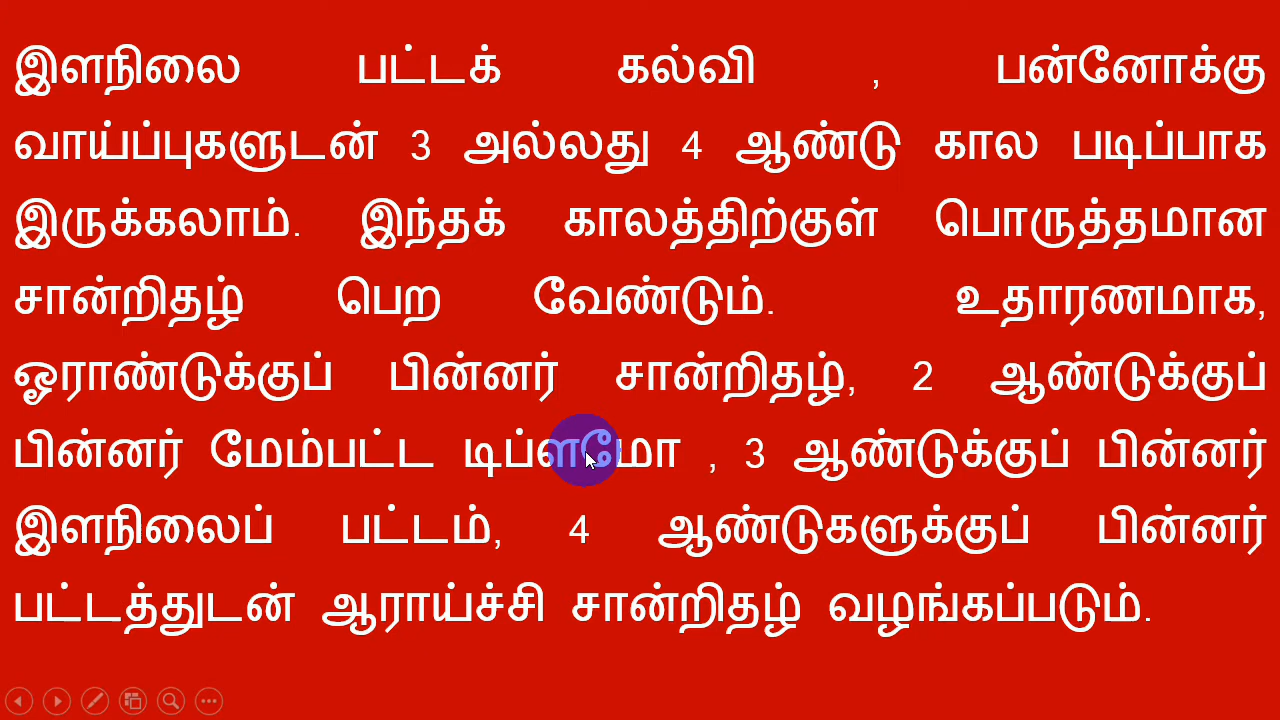 இளநிலை பட்டக் கல்வி , பன்னோக்கு
வாய்ப்புகளுடன் 3 அல்லது 4 ஆண்டு கால படிப்பாக
இருக்கலாம். இந்தக் காலத்திற்குள் பொருத்தமான
சான்றிதழ் பெற வேண்டும். உதாரணமாக,
ஓராண்டுக்குப் பின்னர் சான்றிதழ், 2 ஆண்டுக்குப்
பின்னர் மேம்பட்ட டிப்ளமோ , 3 ஆண்டுக்குப் பின்னர்
இளநிலைப் பட்டம், 4 ஆண்டுகளுக்குப் பின்னர்
பட்டத்துடன் ஆராய்ச்சி சான்றிதழ் வழங்கப்படும்.